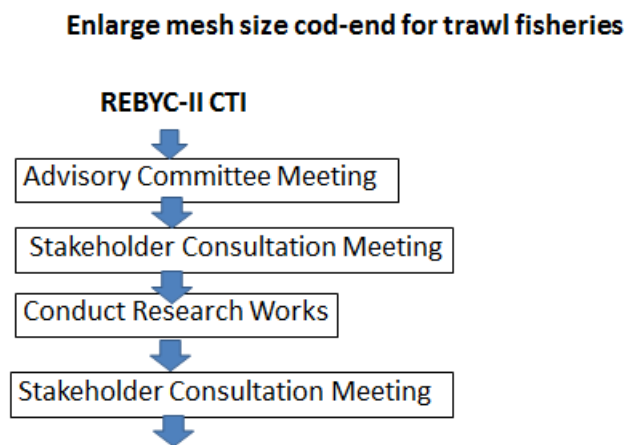 Enlarge mesh size cod-end for trawl fisheries
REBYC-II CTI
Advisory Committee Meeting
Stakeholder Consultation Meeting
Conduct Research Works
Stakeholder Consultation Meeting